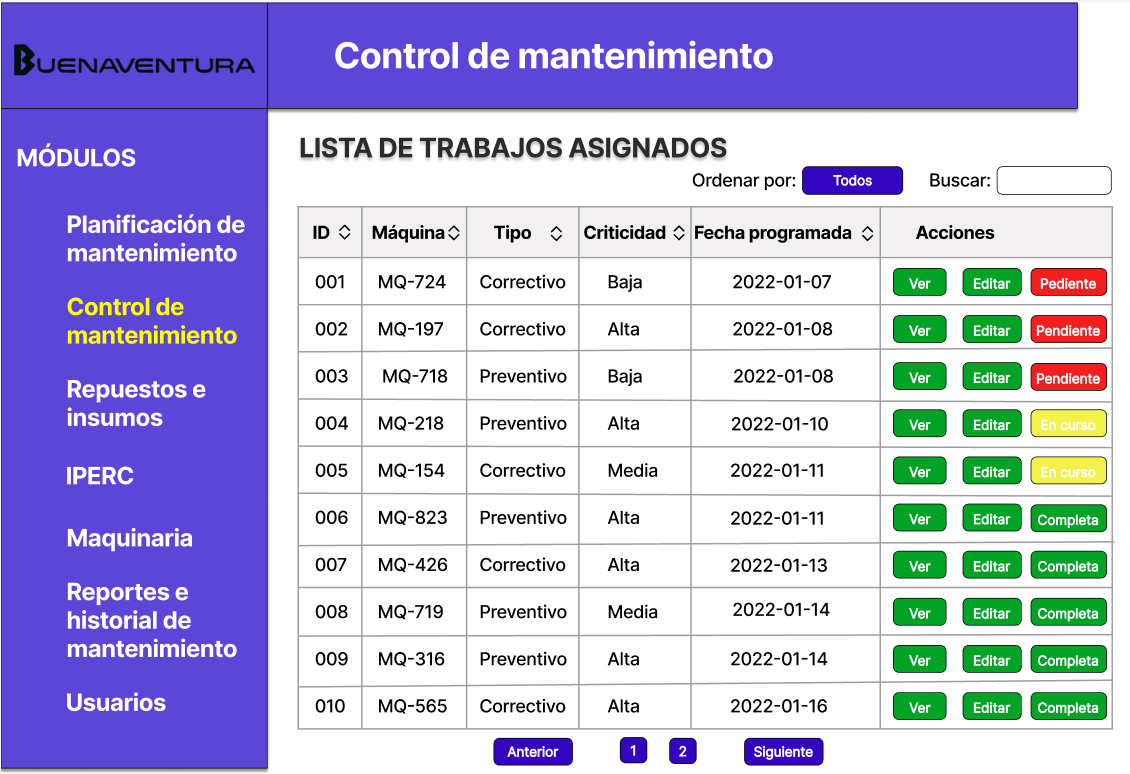 BUENAVENTURA
Control de mantenimiento
MÓDULOS
Planificación de
mantenimiento
Control de
mantenimiento
Repuestos e
insumos
IPERC
Maquinaria
Reportes e
historial de
mantenimiento
Usuarios
LISTA DE TRABAJOS ASIGNADOS
Ordenar por: Todos Buscar:
ID Máquina Tipo Criticidad Fecha programada Acciones
001 MQ-724 Correctivo Baja 2022-01-07 Ver Editar Pediente
002 MQ-197 Correctivo Alta 2022-01-08 Ver Editar Pendiente
003 MQ-718 Preventivo Baja 2022-01-08 Ver Editar Pendiente
004 MQ-218 Preventivo Alta 2022-01-10 Ver Editar En curso
005 MQ-154 Correctivo Media 2022-01-11 Ver Editar En curso
006 MQ-823 Preventivo Alta 2022-01-11 Ver Editar Completa
007 MQ-426 Correctivo Alta 2022-01-13 Ver Editar Completa
008 MQ-719 Preventivo Media 2022-01-14 Ver Editar Completa
009 MQ-316 Preventivo Alta 2022-01-14 Ver Editar Completa
010 MQ-565 Correctivo Alta 2022-01-16 Ver Editar Completa
Anterior 1 2 Siguiente